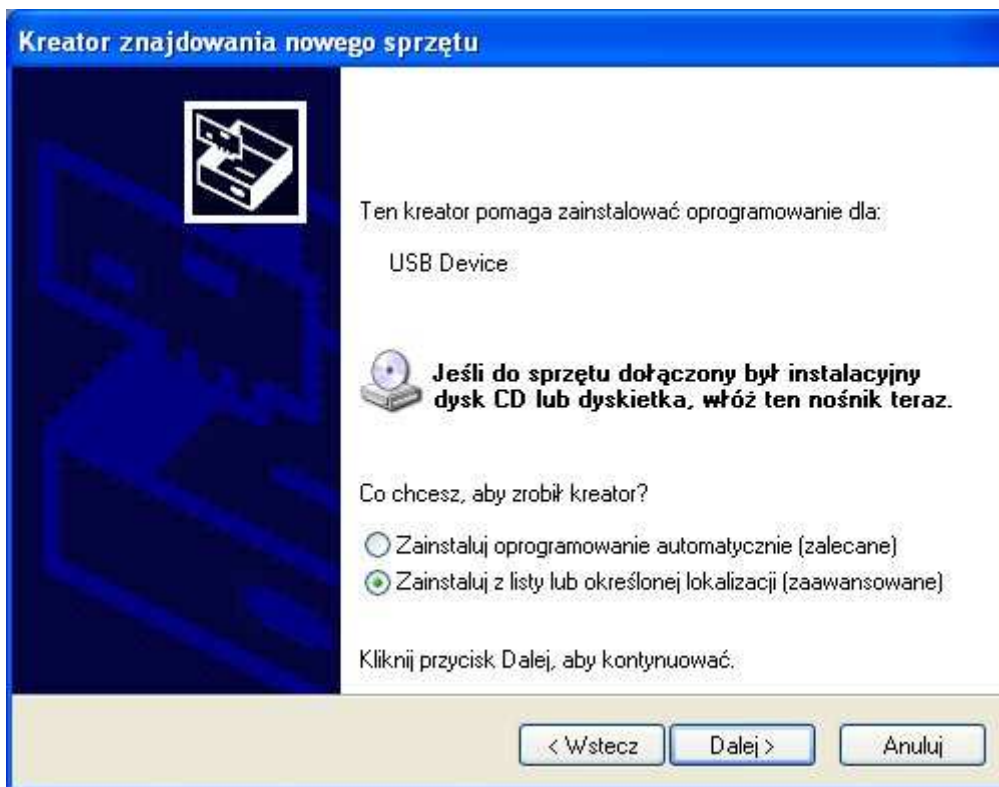 Kreator znajdowania nowego sprzętu
Ten kreator pomaga zainstalować oprogramowanie dla:
USB Device
Jeśli do sprzętu dołączony był instalacyjny
dysk CD lub dyskietka, włóż ten nośnik teraz.
Co chcesz, aby zrobił kreator?
Zainstaluj oprogramowanie automatycznie (zalecane)
Zainstaluj z listy lub określonej lokalizacji (zaawansowane)
Kliknij przycisk Dalej, aby kontynuować.
< Wstecz Dalej > Anuluj